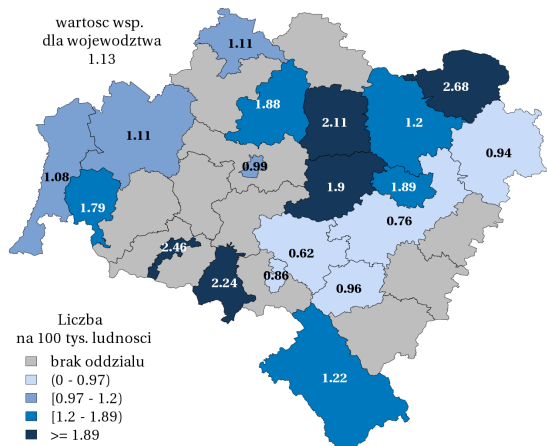 wartosc wsp.
dla wojewodztwa
1.13
1.11
1.88
2.68
1.11
2.11
1.2
0.94
0.99
1.08
1.9
1.89
1.79
0.76
2.46
0.62
2.24
0.86
0.96
1.22
Liczba
na 100 tys. ludnosci
brak oddzialu
(0 - 0.97)
[0.97 - 1.2)
[1.2 - 1.89)
>= 1.89